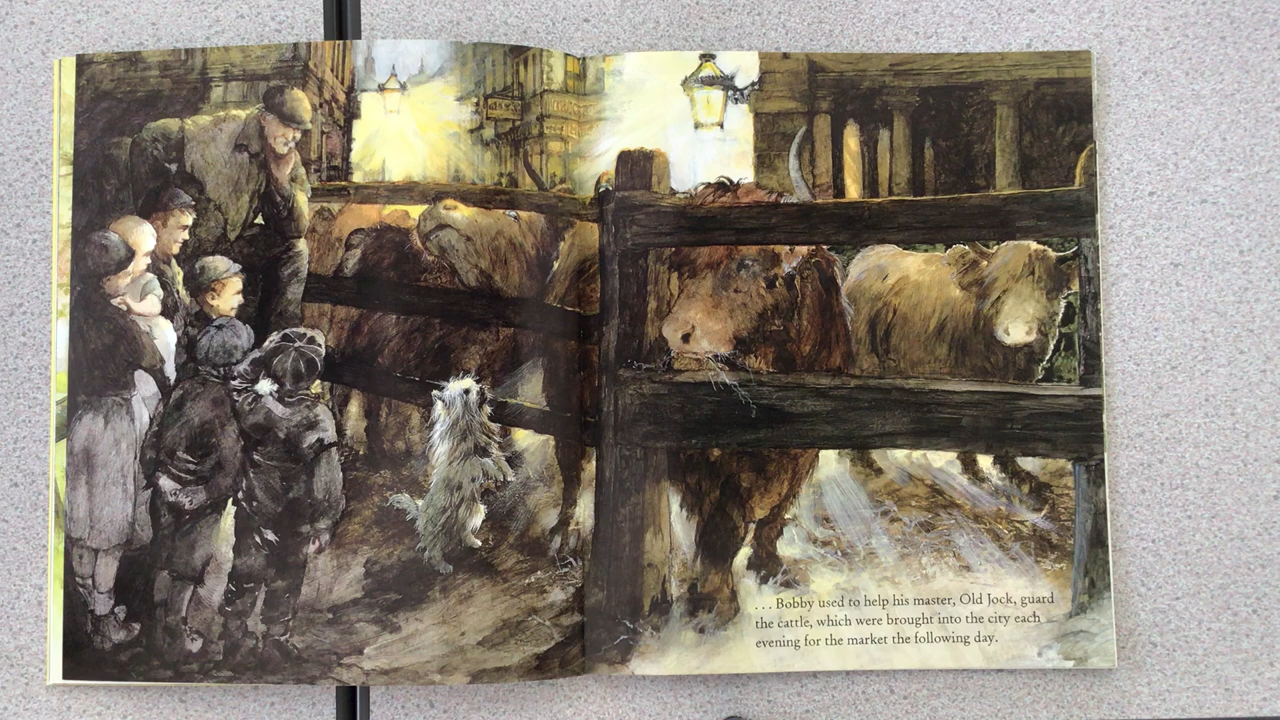 ...Bobby used to help his master, Old Jock, guard
the cattle, which were brought into the city each
evening for the market the following day.